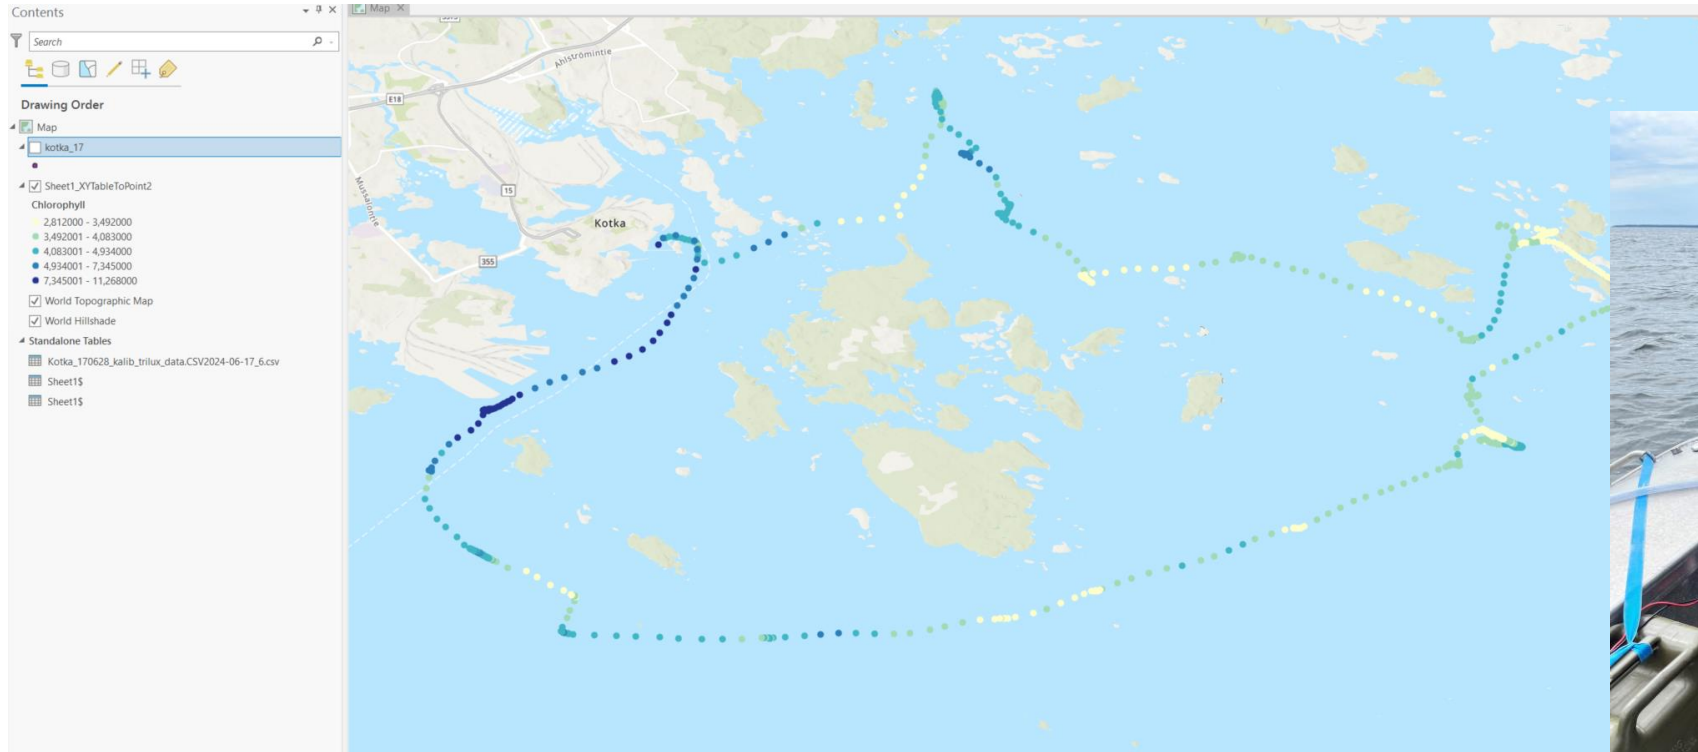 Contents
Search
Drawing Order
Map
kotka_17
Sheet1_XYTableToPoint2
Chlorophyll
2,812000 - 3,492000
3,492001 - 4,083000
4,083001 - 4,934000
4,934001 - 7,345000
7,345001 - 11,268000
World Topographic Map
World Hillshade
Standalone Tables
Kotka_170628_kalib_trilux_data.CSV2024-06-17_6.csv
Sheet1$
Sheet1$
Map
Ahlströmintie
E18
Mussalontie
15
Kotka
355